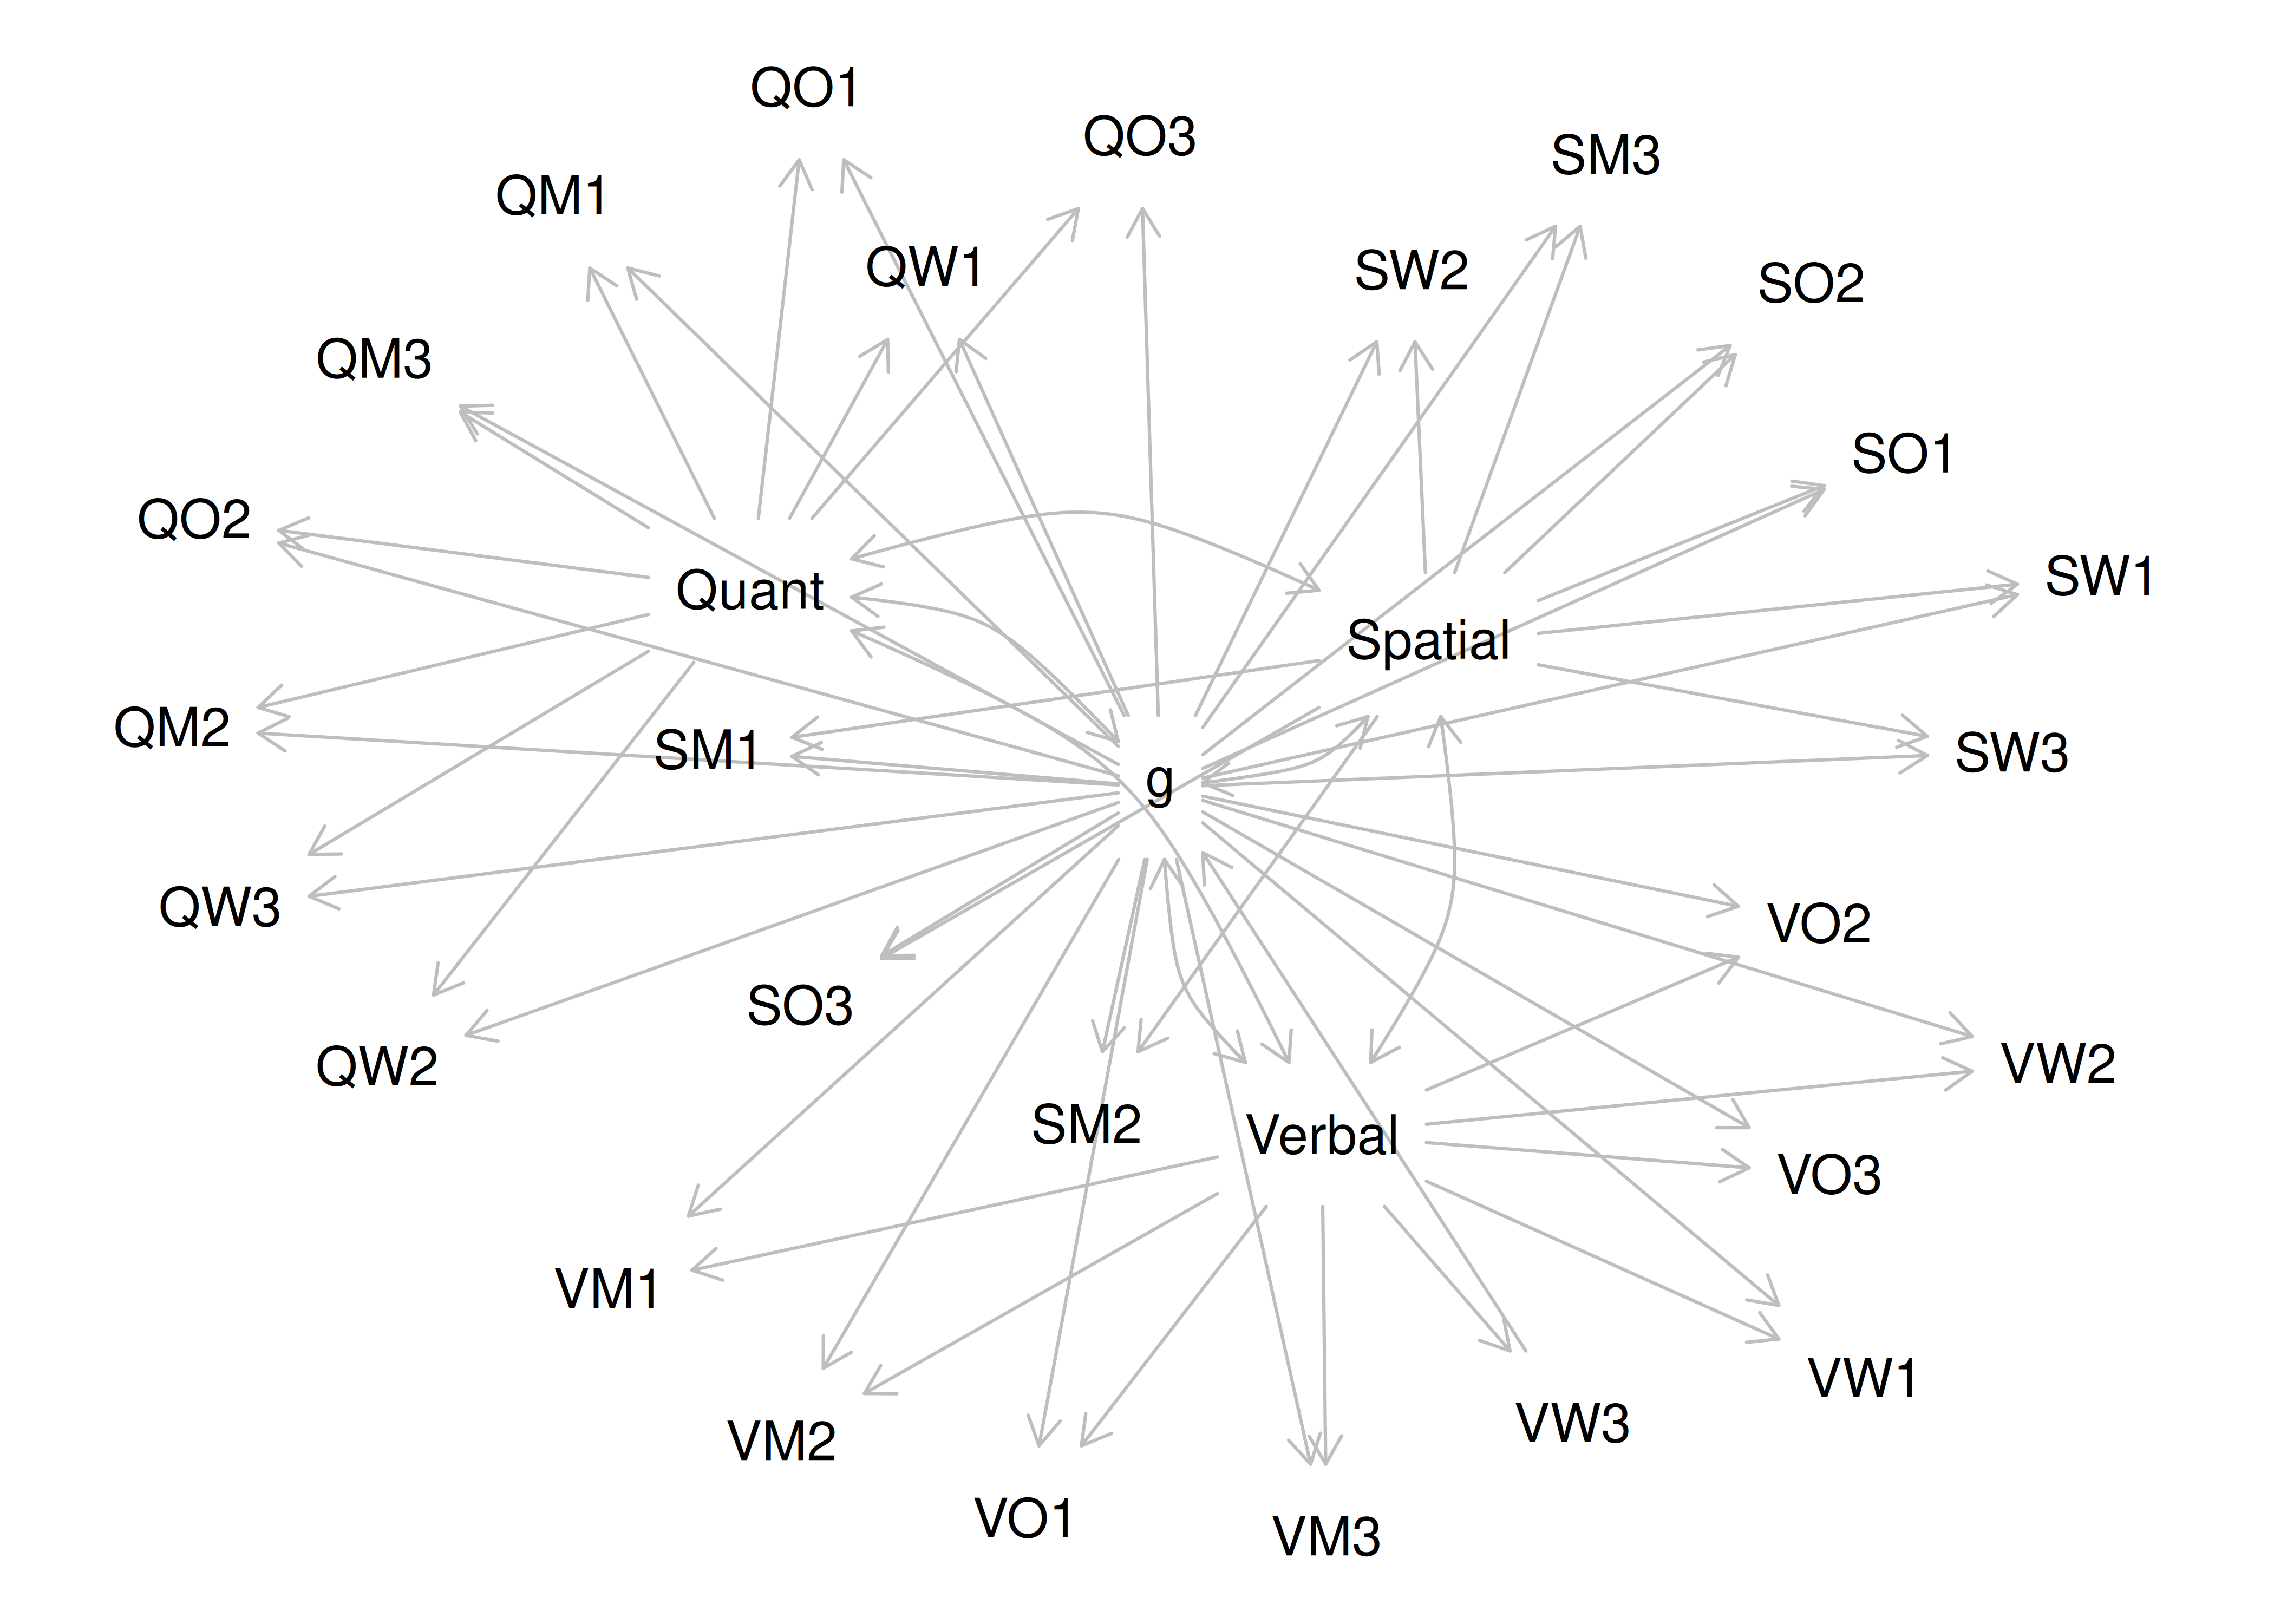 QO1
QO3
SM3
QM1
QW1
SW2
SO2
QM3
SO1
QO2
SW1
Quant
Spatial
QM2
SM1
SW3
g
QW3
VO2
SO3
QW2
VW2
SM2
Verbal
VO3
VM1
VW1
VW3
VM2
VO1
VM3